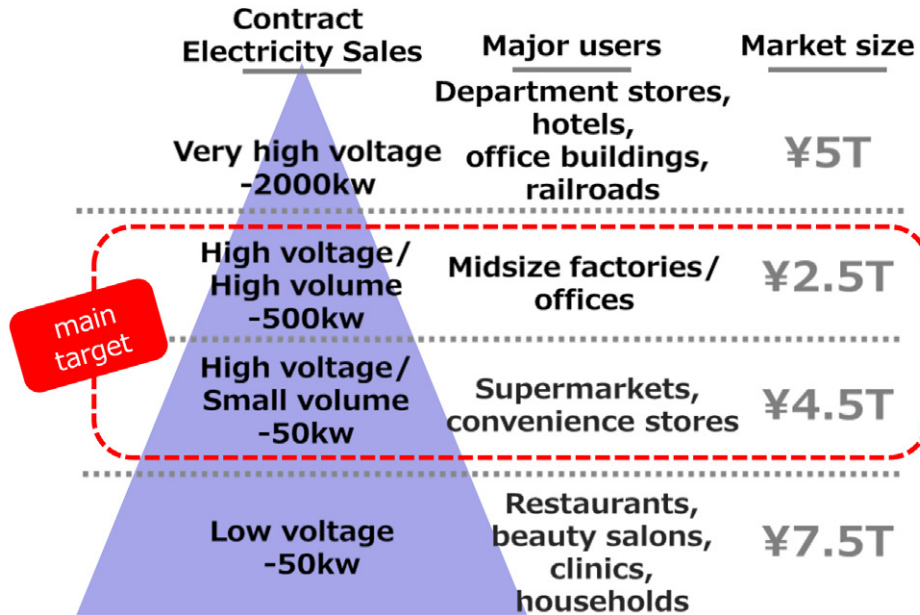 Contract
Electricity Sales
Major users
Market size
Very high voltage
-2000kw
Department stores,
hotels,
office buildings,
railroads
¥5T
main
target
High voltage/
High volume
-500kw
Midsize factories/
offices
¥2.5T
High voltage/
Small volume
-50kw
Supermarkets,
convenience stores
¥4.5T
Low voltage
-50kw
Restaurants,
beauty salons,
clinics,
households
¥7.5T